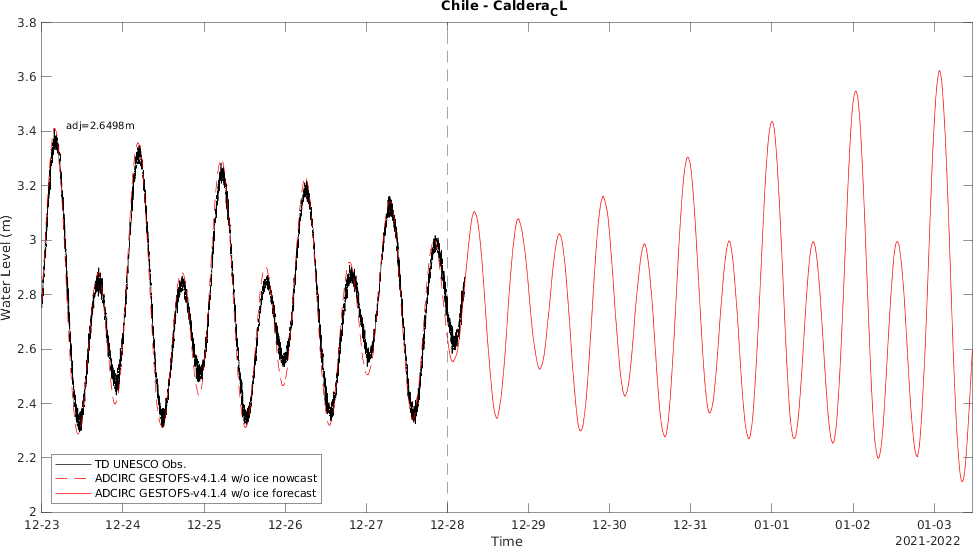 Chile - Caldera_CL
3.8
3.6
3.4
3.2
3
2.8
2.6
2.4
2.2
2
Water Level (m)
adj=2.6498m
TD UNESCO Obs.
ADCIRC GESTOFS-v4.1.4 w/o ice nowcast
ADCIRC GESTOFS-v4.1.4 w/o ice forecast
12-23 12-24 12-25 12-26 12-27 12-28 12-29 12-30 12-31 01-01 01-02 01-03
Time
2021-2022